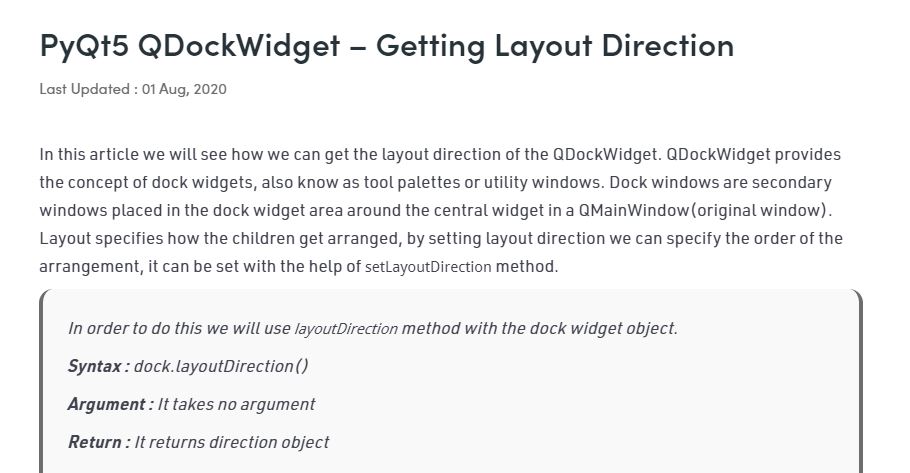 PyQt5 QDockWidget – Getting Layout Direction
Last Updated : 01 Aug, 2020
In this article we will see how we can get the layout direction of the QDockWidget. QDockWidget provides
the concept of dock widgets, also know as tool palettes or utility windows. Dock windows are secondary
windows placed in the dock widget area around the central widget in a QMainWindow(original window).
Layout specifies how the children get arranged, by setting layout direction we can specify the order of the
arrangement, it can be set with the help of setLayoutDirection method.
In order to do this we will use layoutDirection method with the dock widget object.
Syntax : dock.layoutDirection()
Argument : It takes no argument
Return : It returns direction object